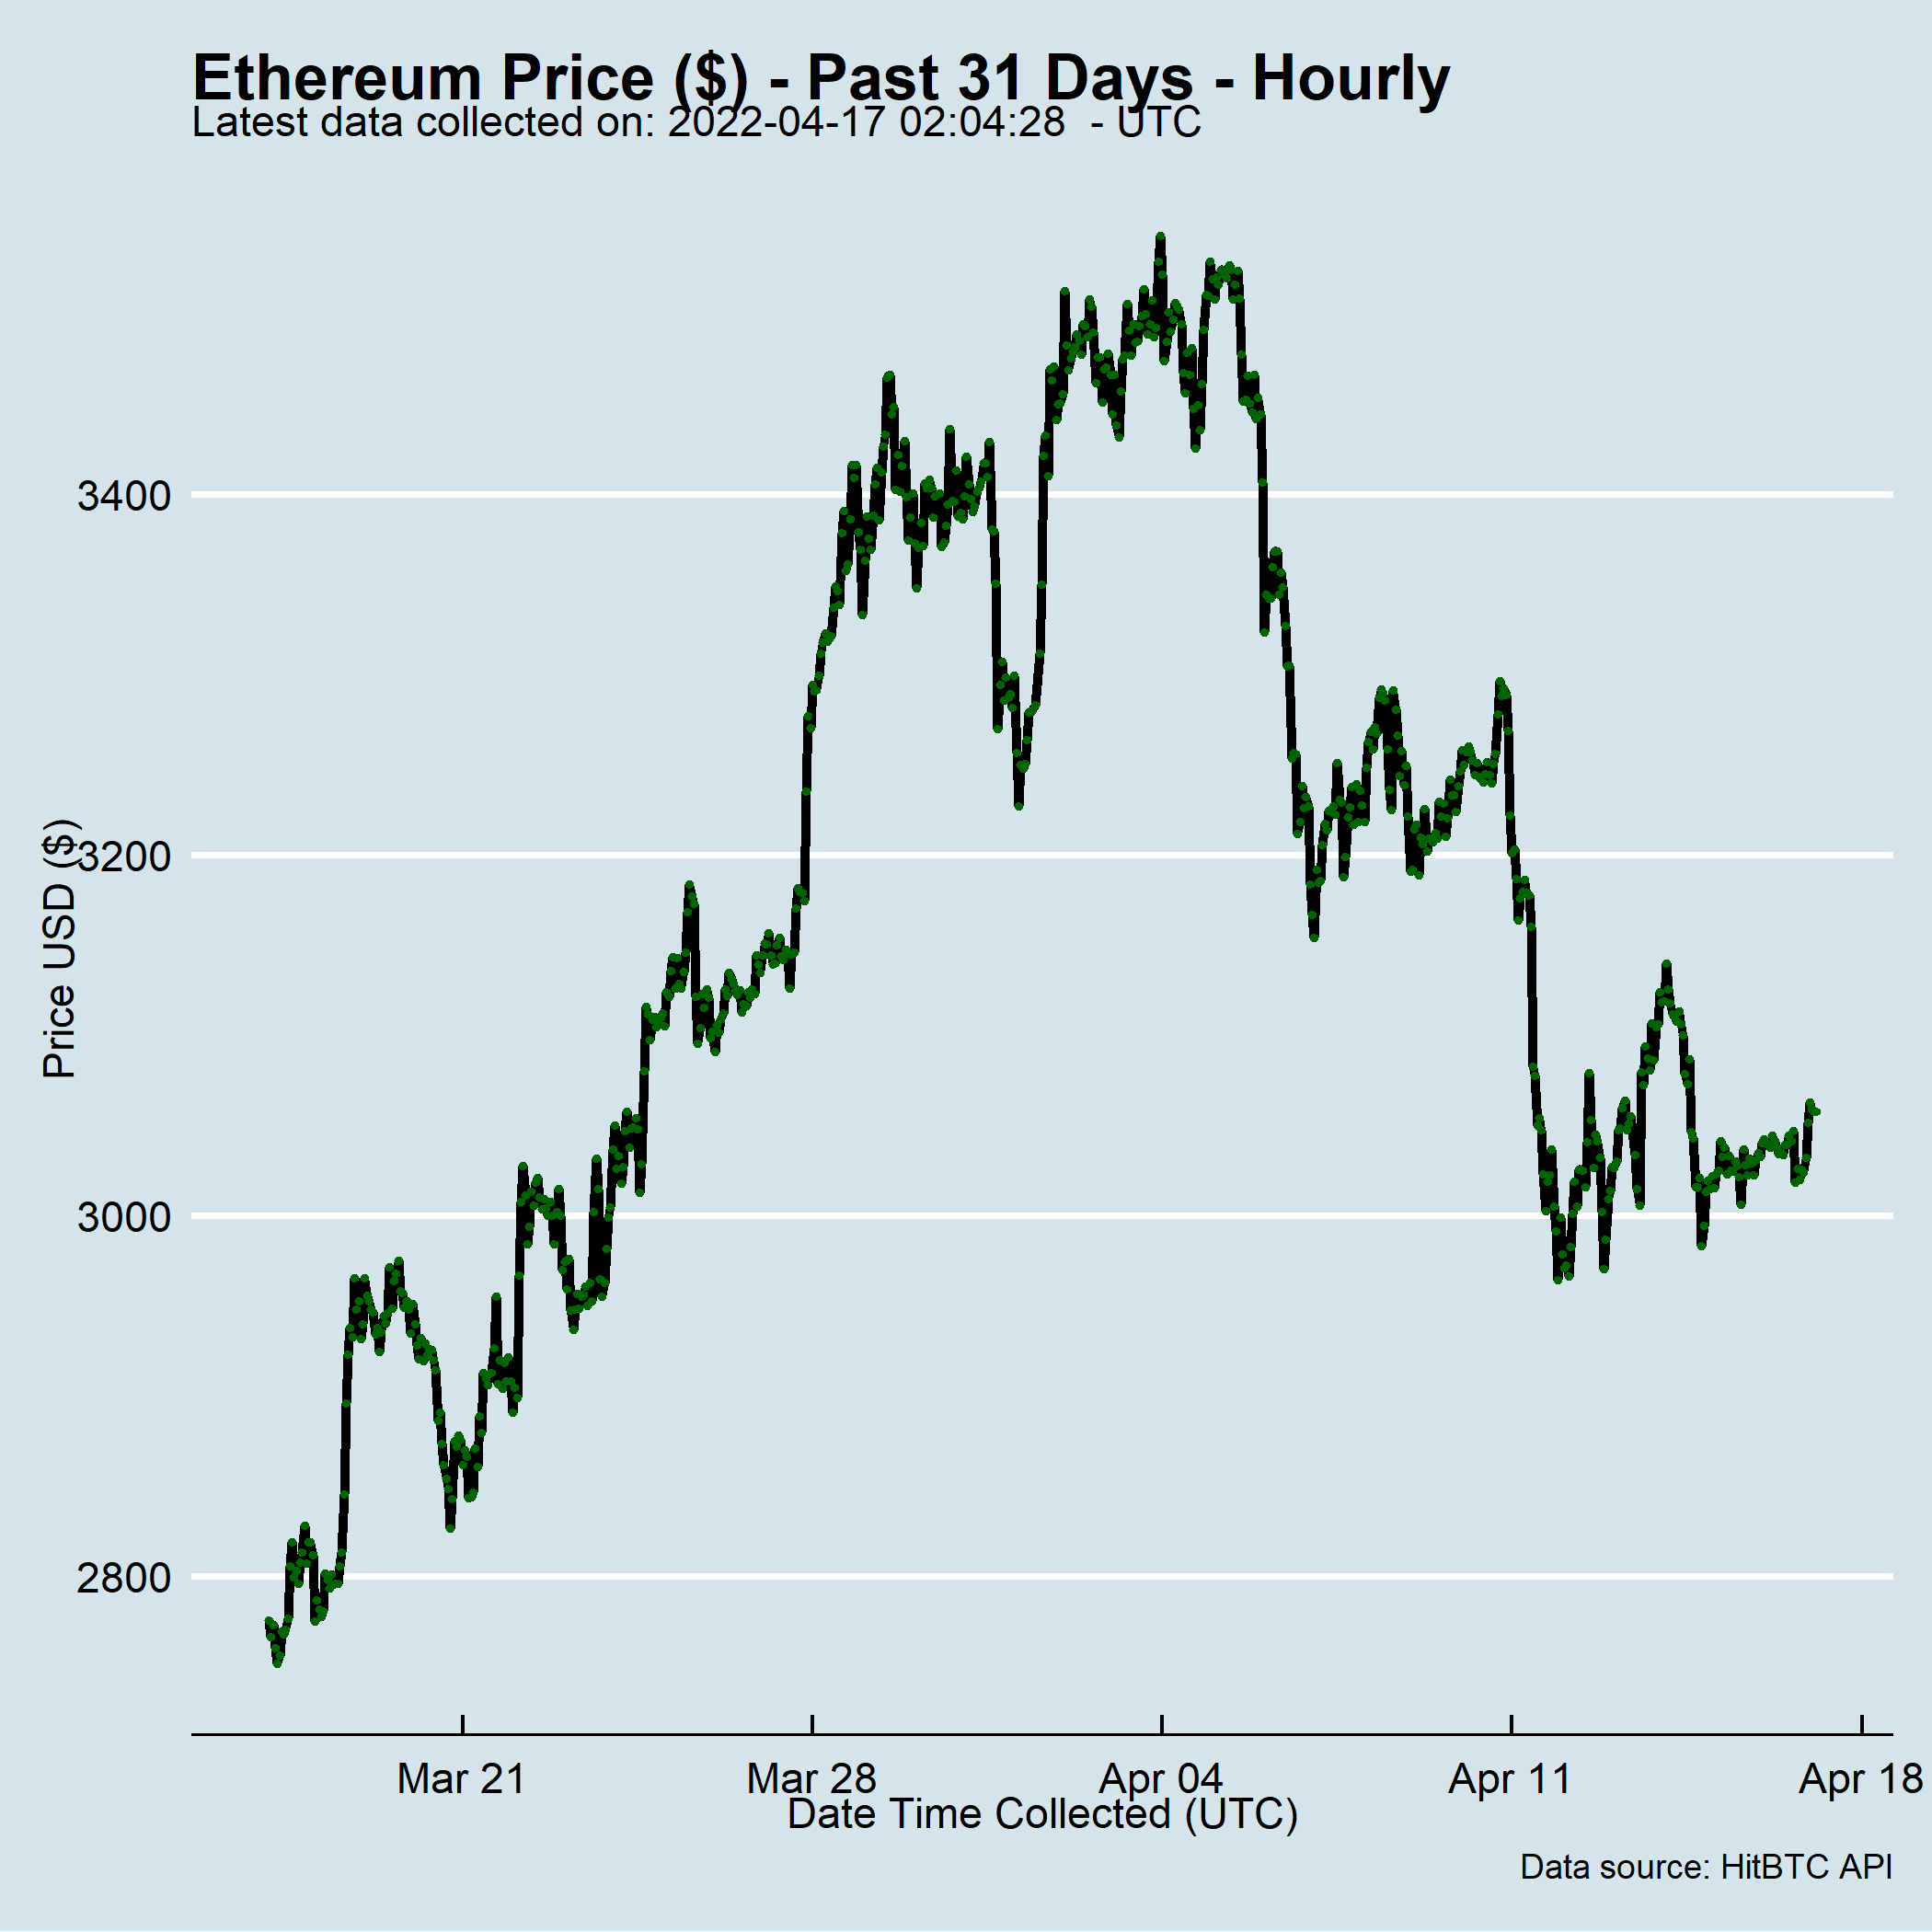 Ethereum Price ($) - Past 31 Days - Hourly
Latest data collected on: 2022-04-17 02:04:28  - UTC
3400
3200
3000
2800
Price USD ($)
Mar 21
Mar 28
Apr 04
Apr 11
Apr 18
Date Time Collected (UTC)
Data source: HitBTC API